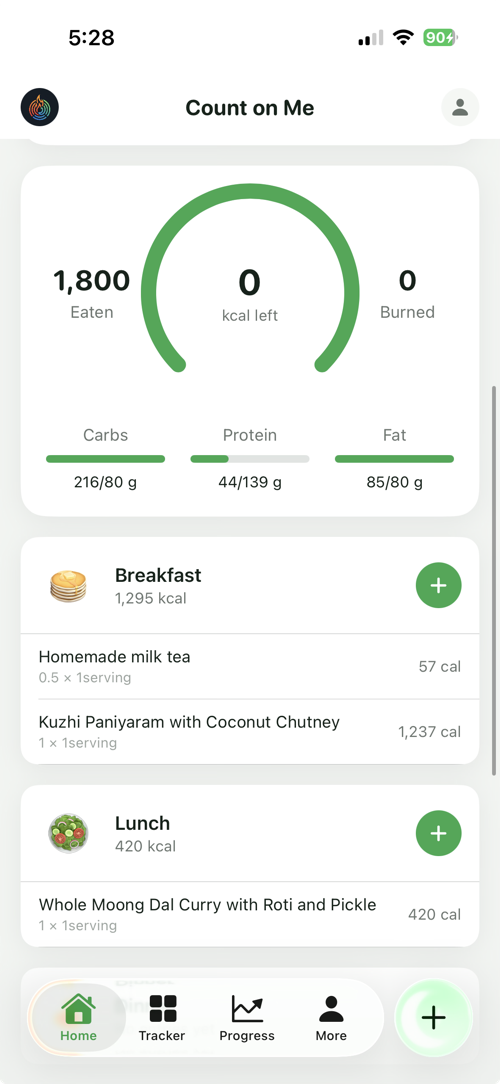 5:28
90
Count on Me
1,800
Eaten
0
kcal left
0
Burned
Carbs
Protein
Fat
216/80 g
44/139 g
85/80 g
Breakfast
1,295 kcal
Homemade milk tea
0.5 × 1serving
57 cal
Kuzhi Paniyaram with Coconut Chutney
1 × 1serving
1,237 cal
Lunch
420 kcal
Whole Moong Dal Curry with Roti and Pickle
1 × 1serving
420 cal
Home
Tracker
Progress
More